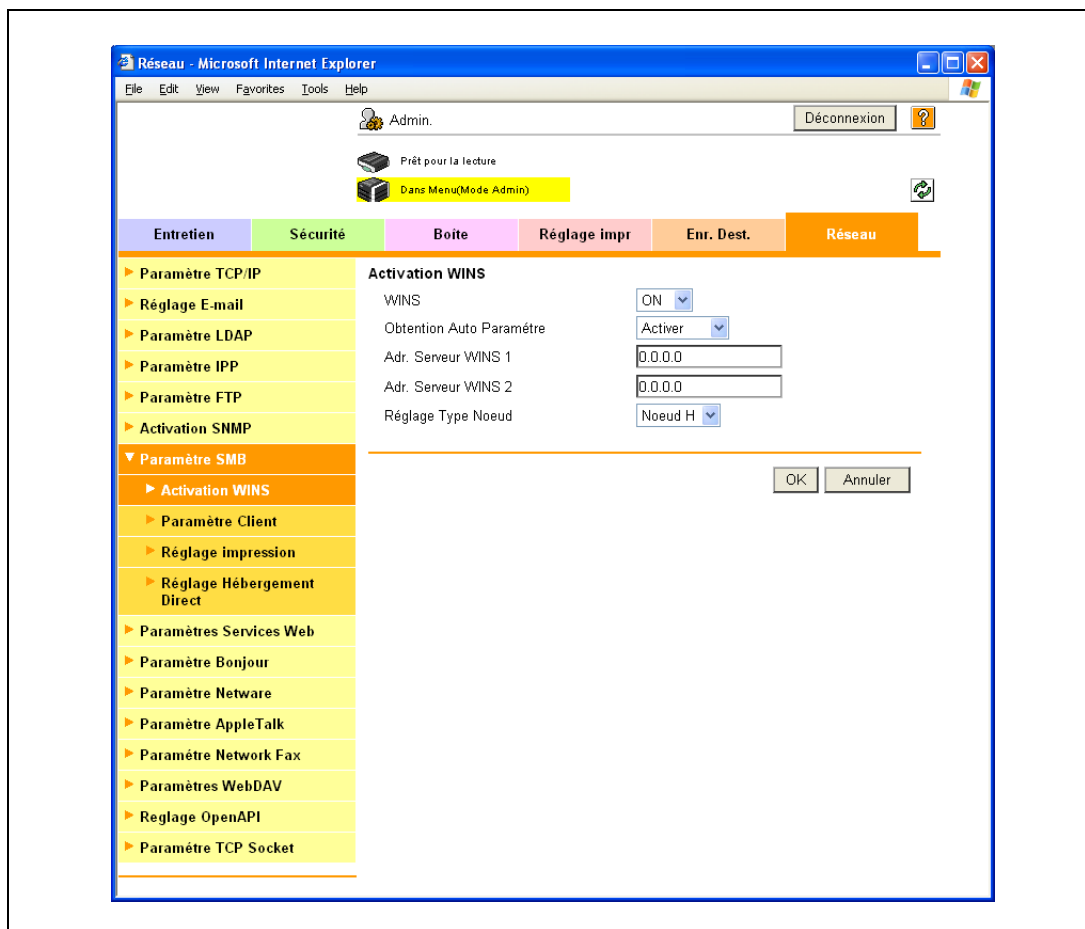 Réseau - Microsoft Internet Explorer
File Edit View Favorites Tools Help
Admin.
Déconnexion
?
Prêt pour la lecture
Dans Menu(Mode Admin)
Entretien Sécurité Boîte Réglage impr Enr. Dest. Réseau
Paramètre TCP/IP
Réglage E-mail
Paramètre LDAP
Paramètre IPP
Paramètre FTP
Activation SNMP
Paramètre SMB
Activation WINS
Paramètre Client
Réglage impression
Réglage Hébergement
Direct
Paramètres Services Web
Paramètre Bonjour
Paramètre Netware
Paramètre AppleTalk
Paramétre Network Fax
Paramètres WebDAV
Reglage OpenAPI
Paramétre TCP Socket
Activation WINS
WINS ON
Obtention Auto Paramétre Activer
Adr. Serveur WINS 1 0.0.0.0
Adr. Serveur WINS 2 0.0.0.0
Réglage Type Noeud Noeud H
OK Annuler